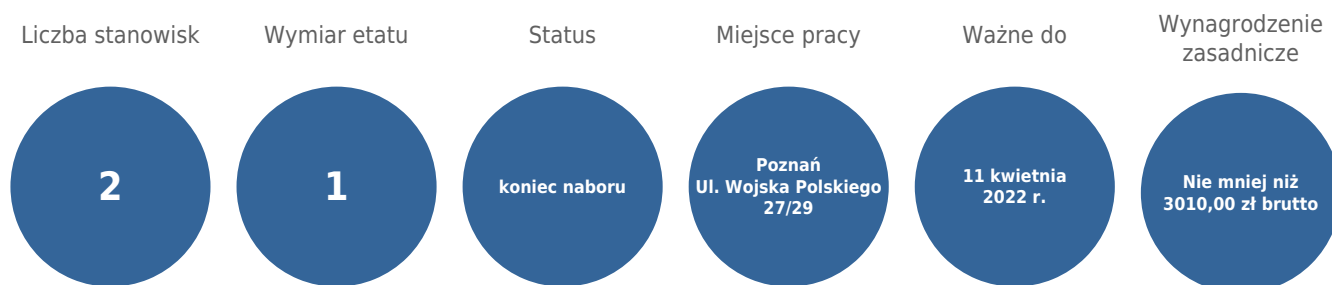 Liczba stanowisk
2
Wymiar etatu
1
Status
koniec naboru
Miejsce pracy
Poznań
Ul. Wojska Polskiego
27/29
Ważne do
11 kwietnia
2022 r.
Wynagrodzenie
zasadnicze
Nie mniej niż
3010,00 zł brutto